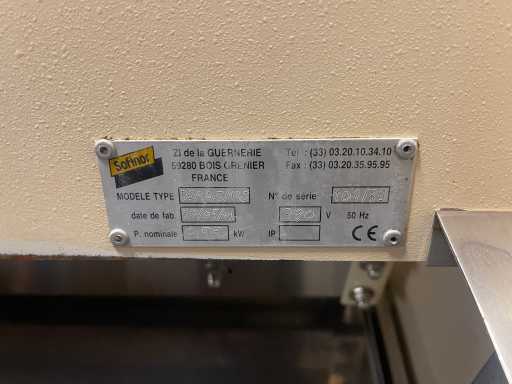 Sofinor
ZI de la GUERNERIE
59280 BOIS GRENIER
FRANCE
Tel : (33) 03.20.10.34.10
Fax : (33) 03.20.35.95.95
MODELE TYPE
N° de série
date de fab.
V 50 Hz
P. nominale kW IP CE